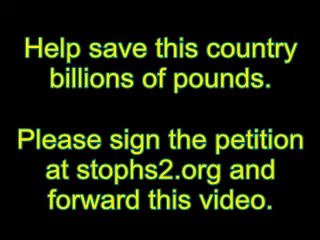 Help save this country
billions of pounds.
Please sign the petition
at stophs2.org and
forward this video.